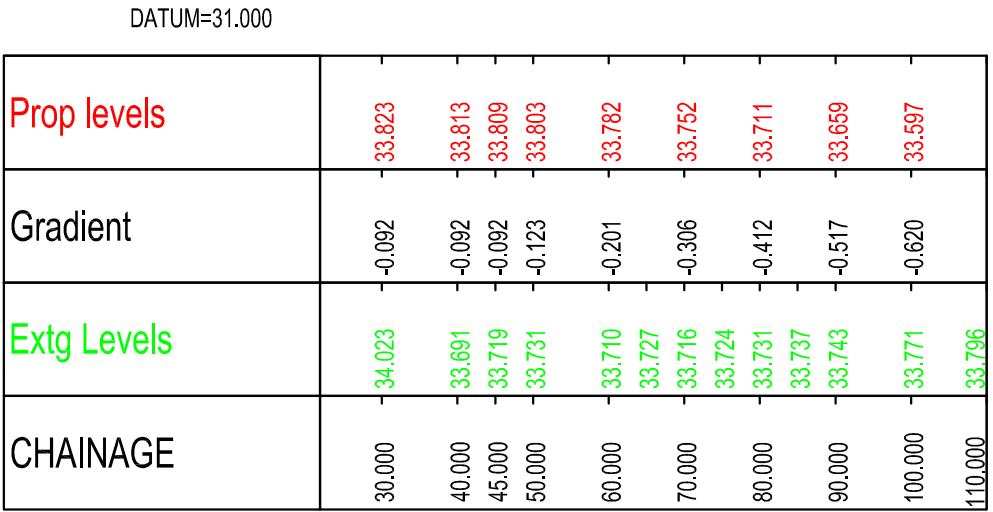 DATUM=31.000
Prop levels 33.823 33.813 33.809 33.803 33.782 33.752 33.711 33.659 33.597
Gradient -0.092 -0.092 -0.092 -0.123 -0.201 -0.306 -0.412 -0.517 -0.620
Extg Levels 34.023 33.691 33.719 33.731 33.710 33.727 33.716 33.724 33.731 33.737 33.743 33.771 33.796
CHAINAGE 30.000 40.000 45.000 50.000 60.000 70.000 80.000 90.000 100.000 110.000